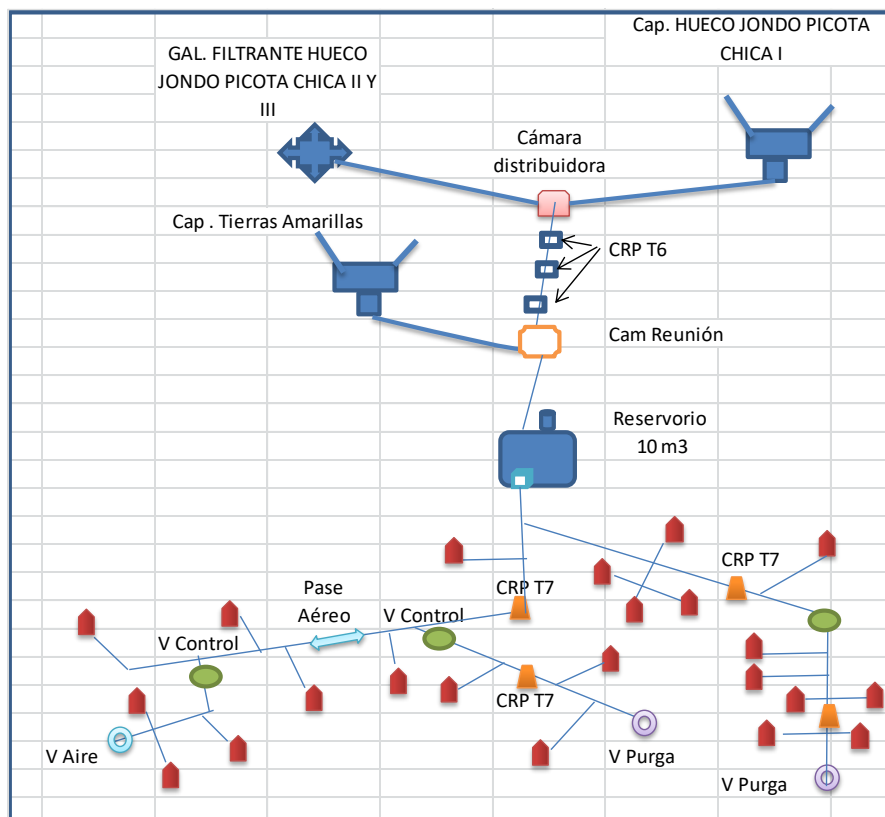 GAL. FILTRANTE HUECO
JONDO PICOTA CHICA II Y
III
Cap. HUECO JONDO PICOTA
CHICA I
Cámara
distribuidora
Cap . Tierras Amarillas
CRP T6
Cam Reunión
Reservorio
10 m3
CRP T7
Pase
Aéreo
CRP T7
V Control
V Control
CRP T7
V Aire
V Purga
V Purga